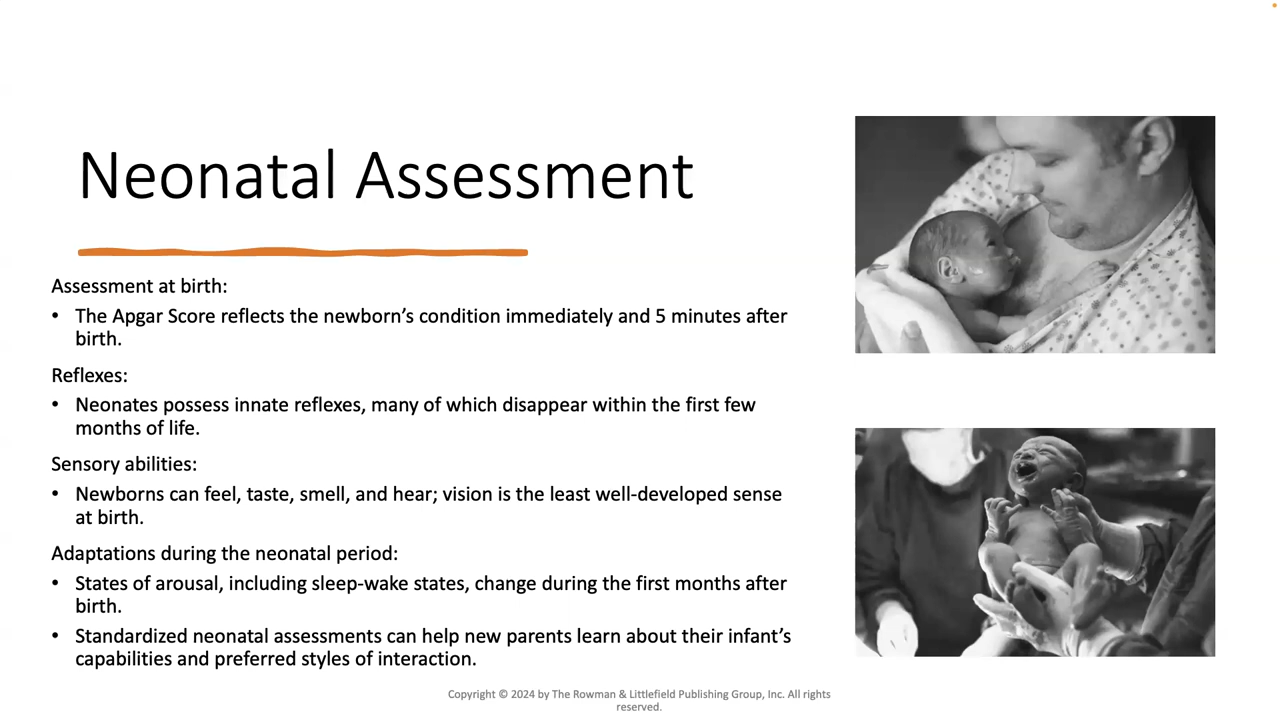 Neonatal Assessment
Assessment at birth:
• The Apgar Score reflects the newborn’s condition immediately and 5 minutes after
birth.
Reflexes:
• Neonates possess innate reflexes, many of which disappear within the first few
months of life.
Sensory abilities:
• Newborns can feel, taste, smell, and hear; vision is the least well-developed sense
at birth.
Adaptations during the neonatal period:
• States of arousal, including sleep-wake states, change during the first months after
birth.
• Standardized neonatal assessments can help new parents learn about their infant’s
capabilities and preferred styles of interaction.
Copyright © 2024 by The Rowman & Littlefield Publishing Group, Inc. All rights
reserved.